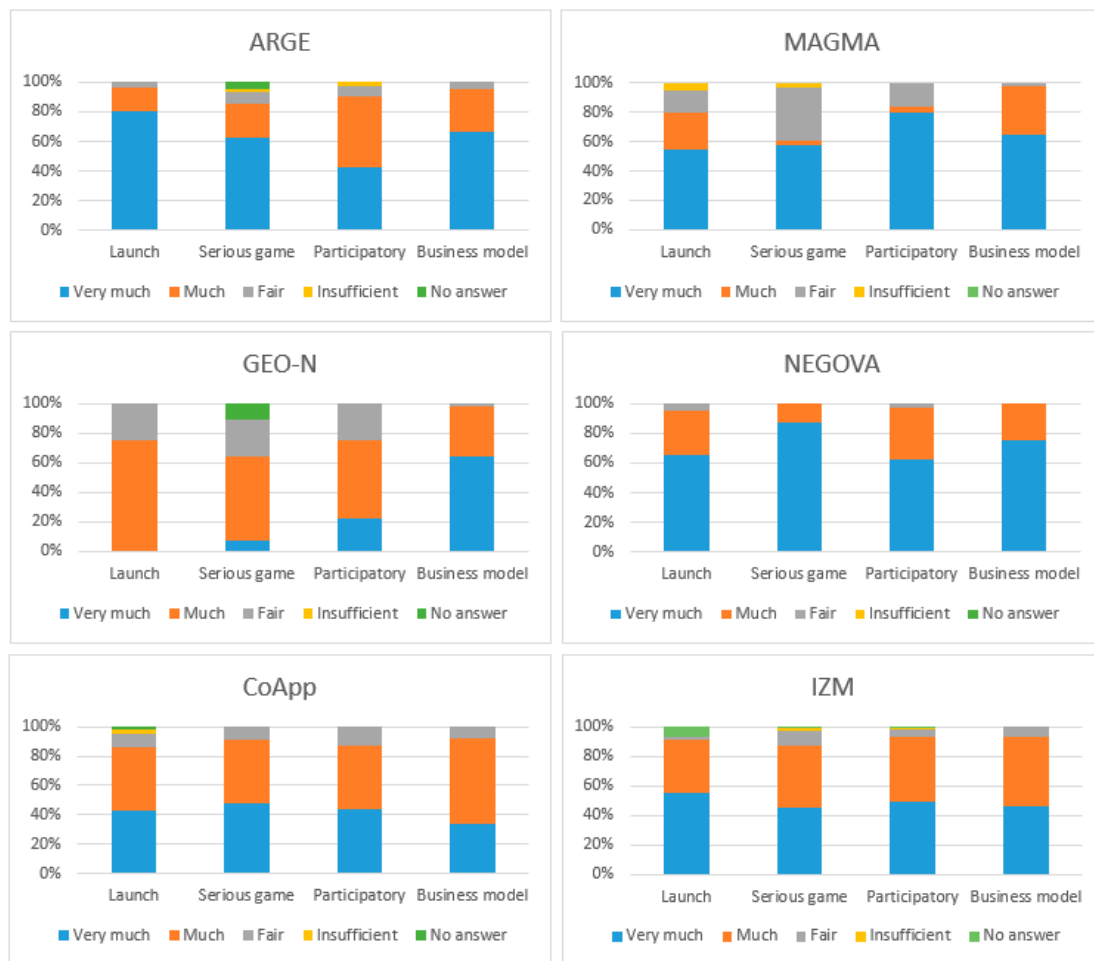 ARGE
100%
80%
60%
40%
20%
0%
Launch Serious game Participatory Business model
Very much Much Fair Insufficient No answer
MAGMA
100%
80%
60%
40%
20%
0%
Launch Serious game Participatory Business model
Very much Much Fair Insufficient No answer
GEO-N
100%
80%
60%
40%
20%
0%
Launch Serious game Participatory Business model
Very much Much Fair Insufficient No answer
NEGOVA
100%
80%
60%
40%
20%
0%
Launch Serious game Participatory Business model
Very much Much Fair Insufficient No answer
CoApp
100%
80%
60%
40%
20%
0%
Launch Serious game Participatory Business model
Very much Much Fair Insufficient No answer
IZM
100%
80%
60%
40%
20%
0%
Launch Serious game Participatory Business model
Very much Much Fair Insufficient No answer